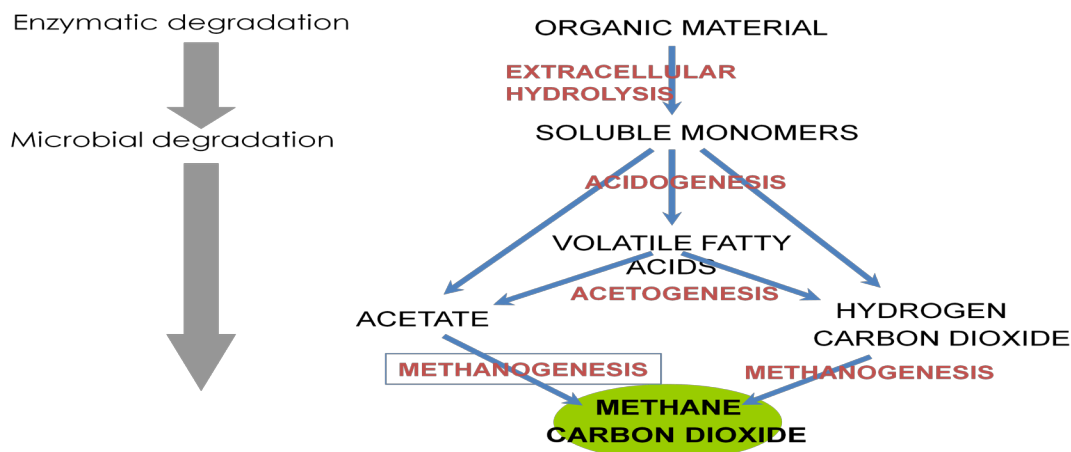 Enzymatic degradation
ORGANIC MATERIAL
EXTRACELLULAR
HYDROLYSIS
Microbial degradation
SOLUBLE MONOMERS
ACIDOGENESIS
VOLATILE FATTY
ACIDS
ACETOGENESIS
ACETATE
HYDROGEN
CARBON DIOXIDE
METHANOGENESIS
METHANOGENESIS
METHANE
CARBON DIOXIDE